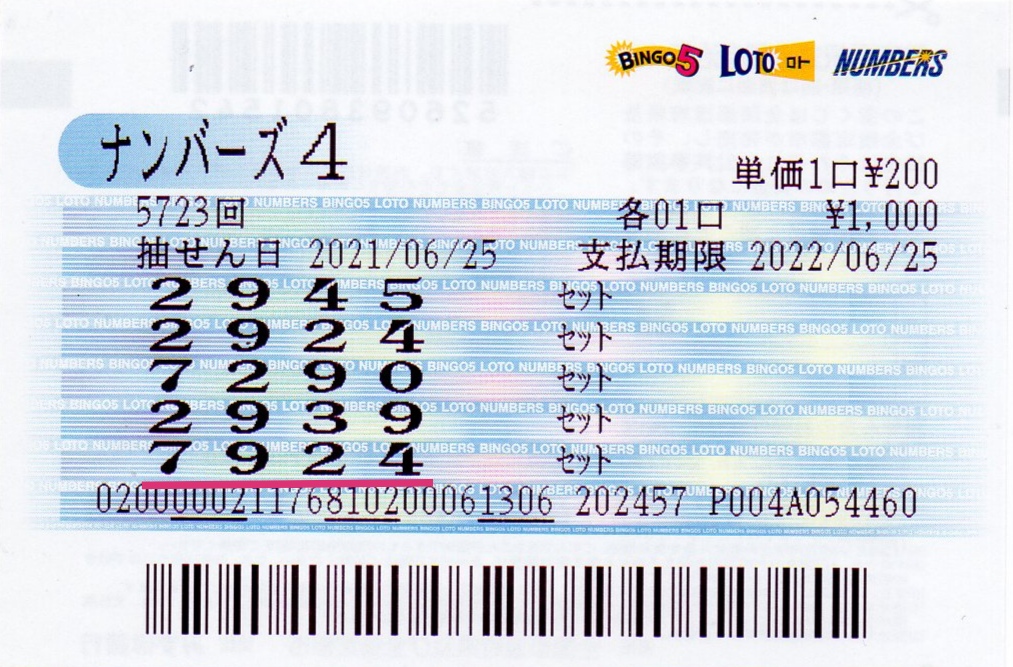 BINGO5 LOTO ロト NUMBERS
ナンバーズ4
単価1口¥200
5723回 各01口 ¥1,000
抽せん日 2021/06/25 支払期限 2022/06/25
2945 セット
2924 セット
7290 セット
2939 セット
7924 セット
020000021176810200061306 202457 P004A054460